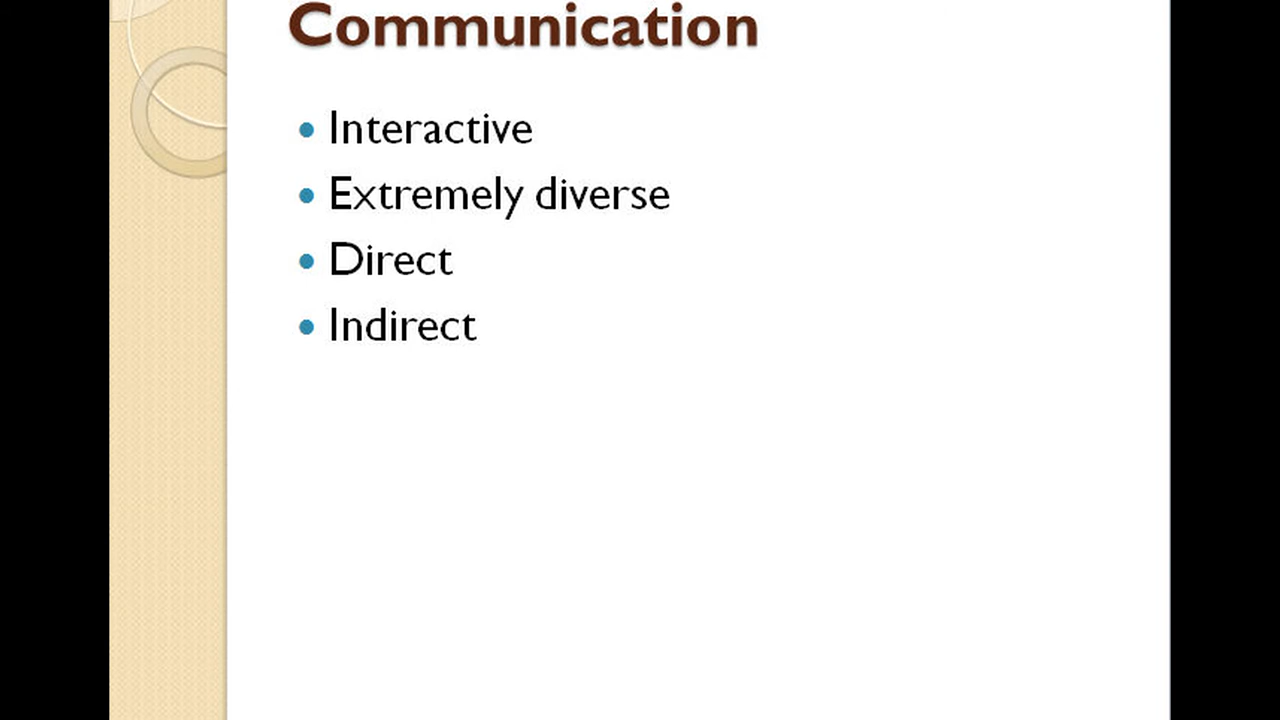 Communication
• Interactive
• Extremely diverse
• Direct
• Indirect